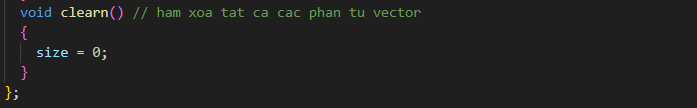 void clearn() // ham xoa tat ca cac phan tu vector
{
size = 0;
}
};